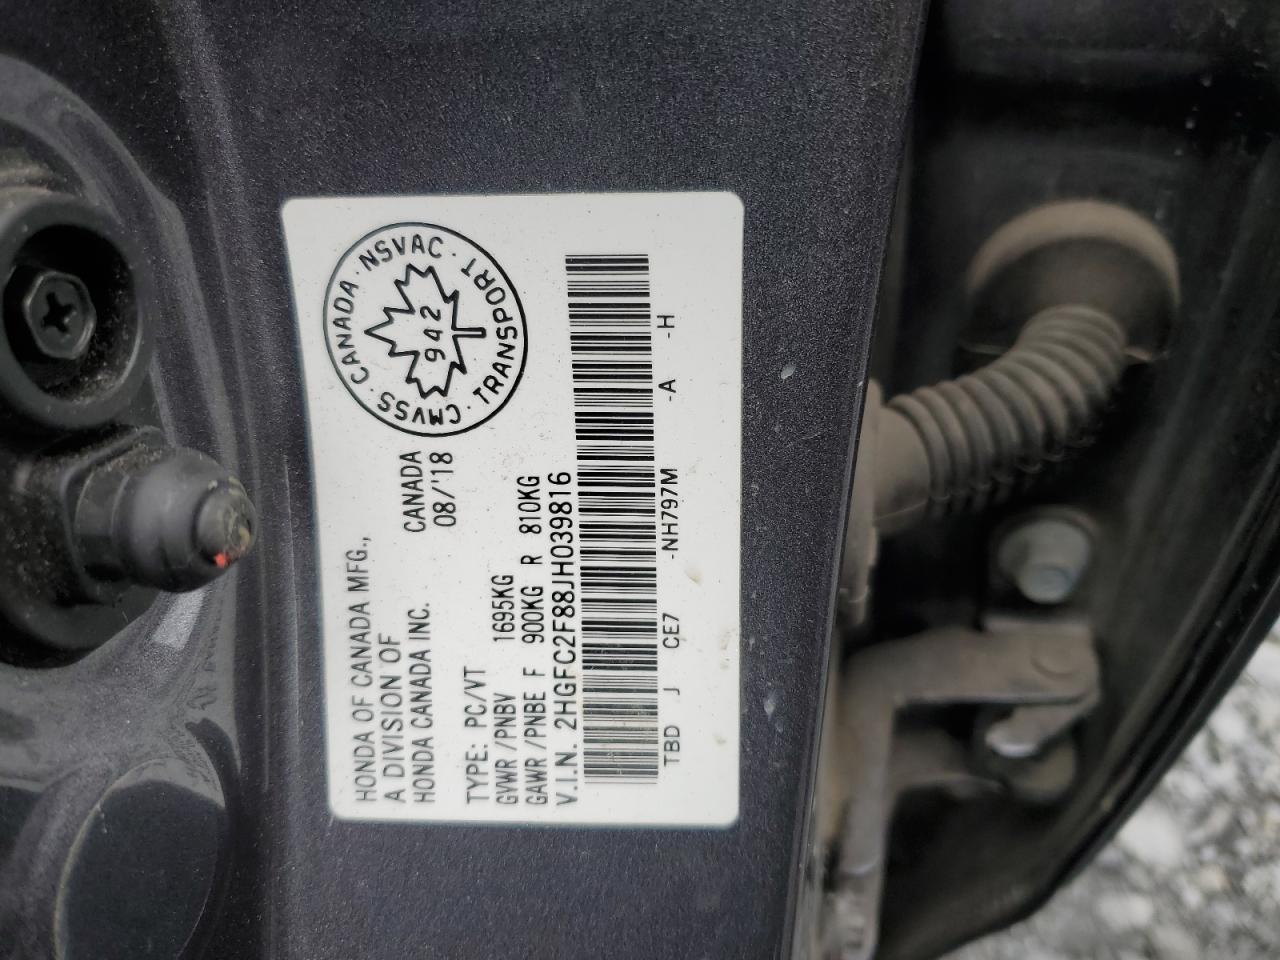 HONDA OF CANADA MFG.,
A DIVISION OF
HONDA CANADA INC.
CANADA
08/'18
CANADA · NSVAC · TRANSPORT · CMVSS ·
942
TYPE: PC/VT
GVWR /PNBV 1695KG
GAWR /PNBE F 900KG R 810KG
V.I.N. 2HGFC2F88JH039816
TBD J CE7 -NH797M -A -H